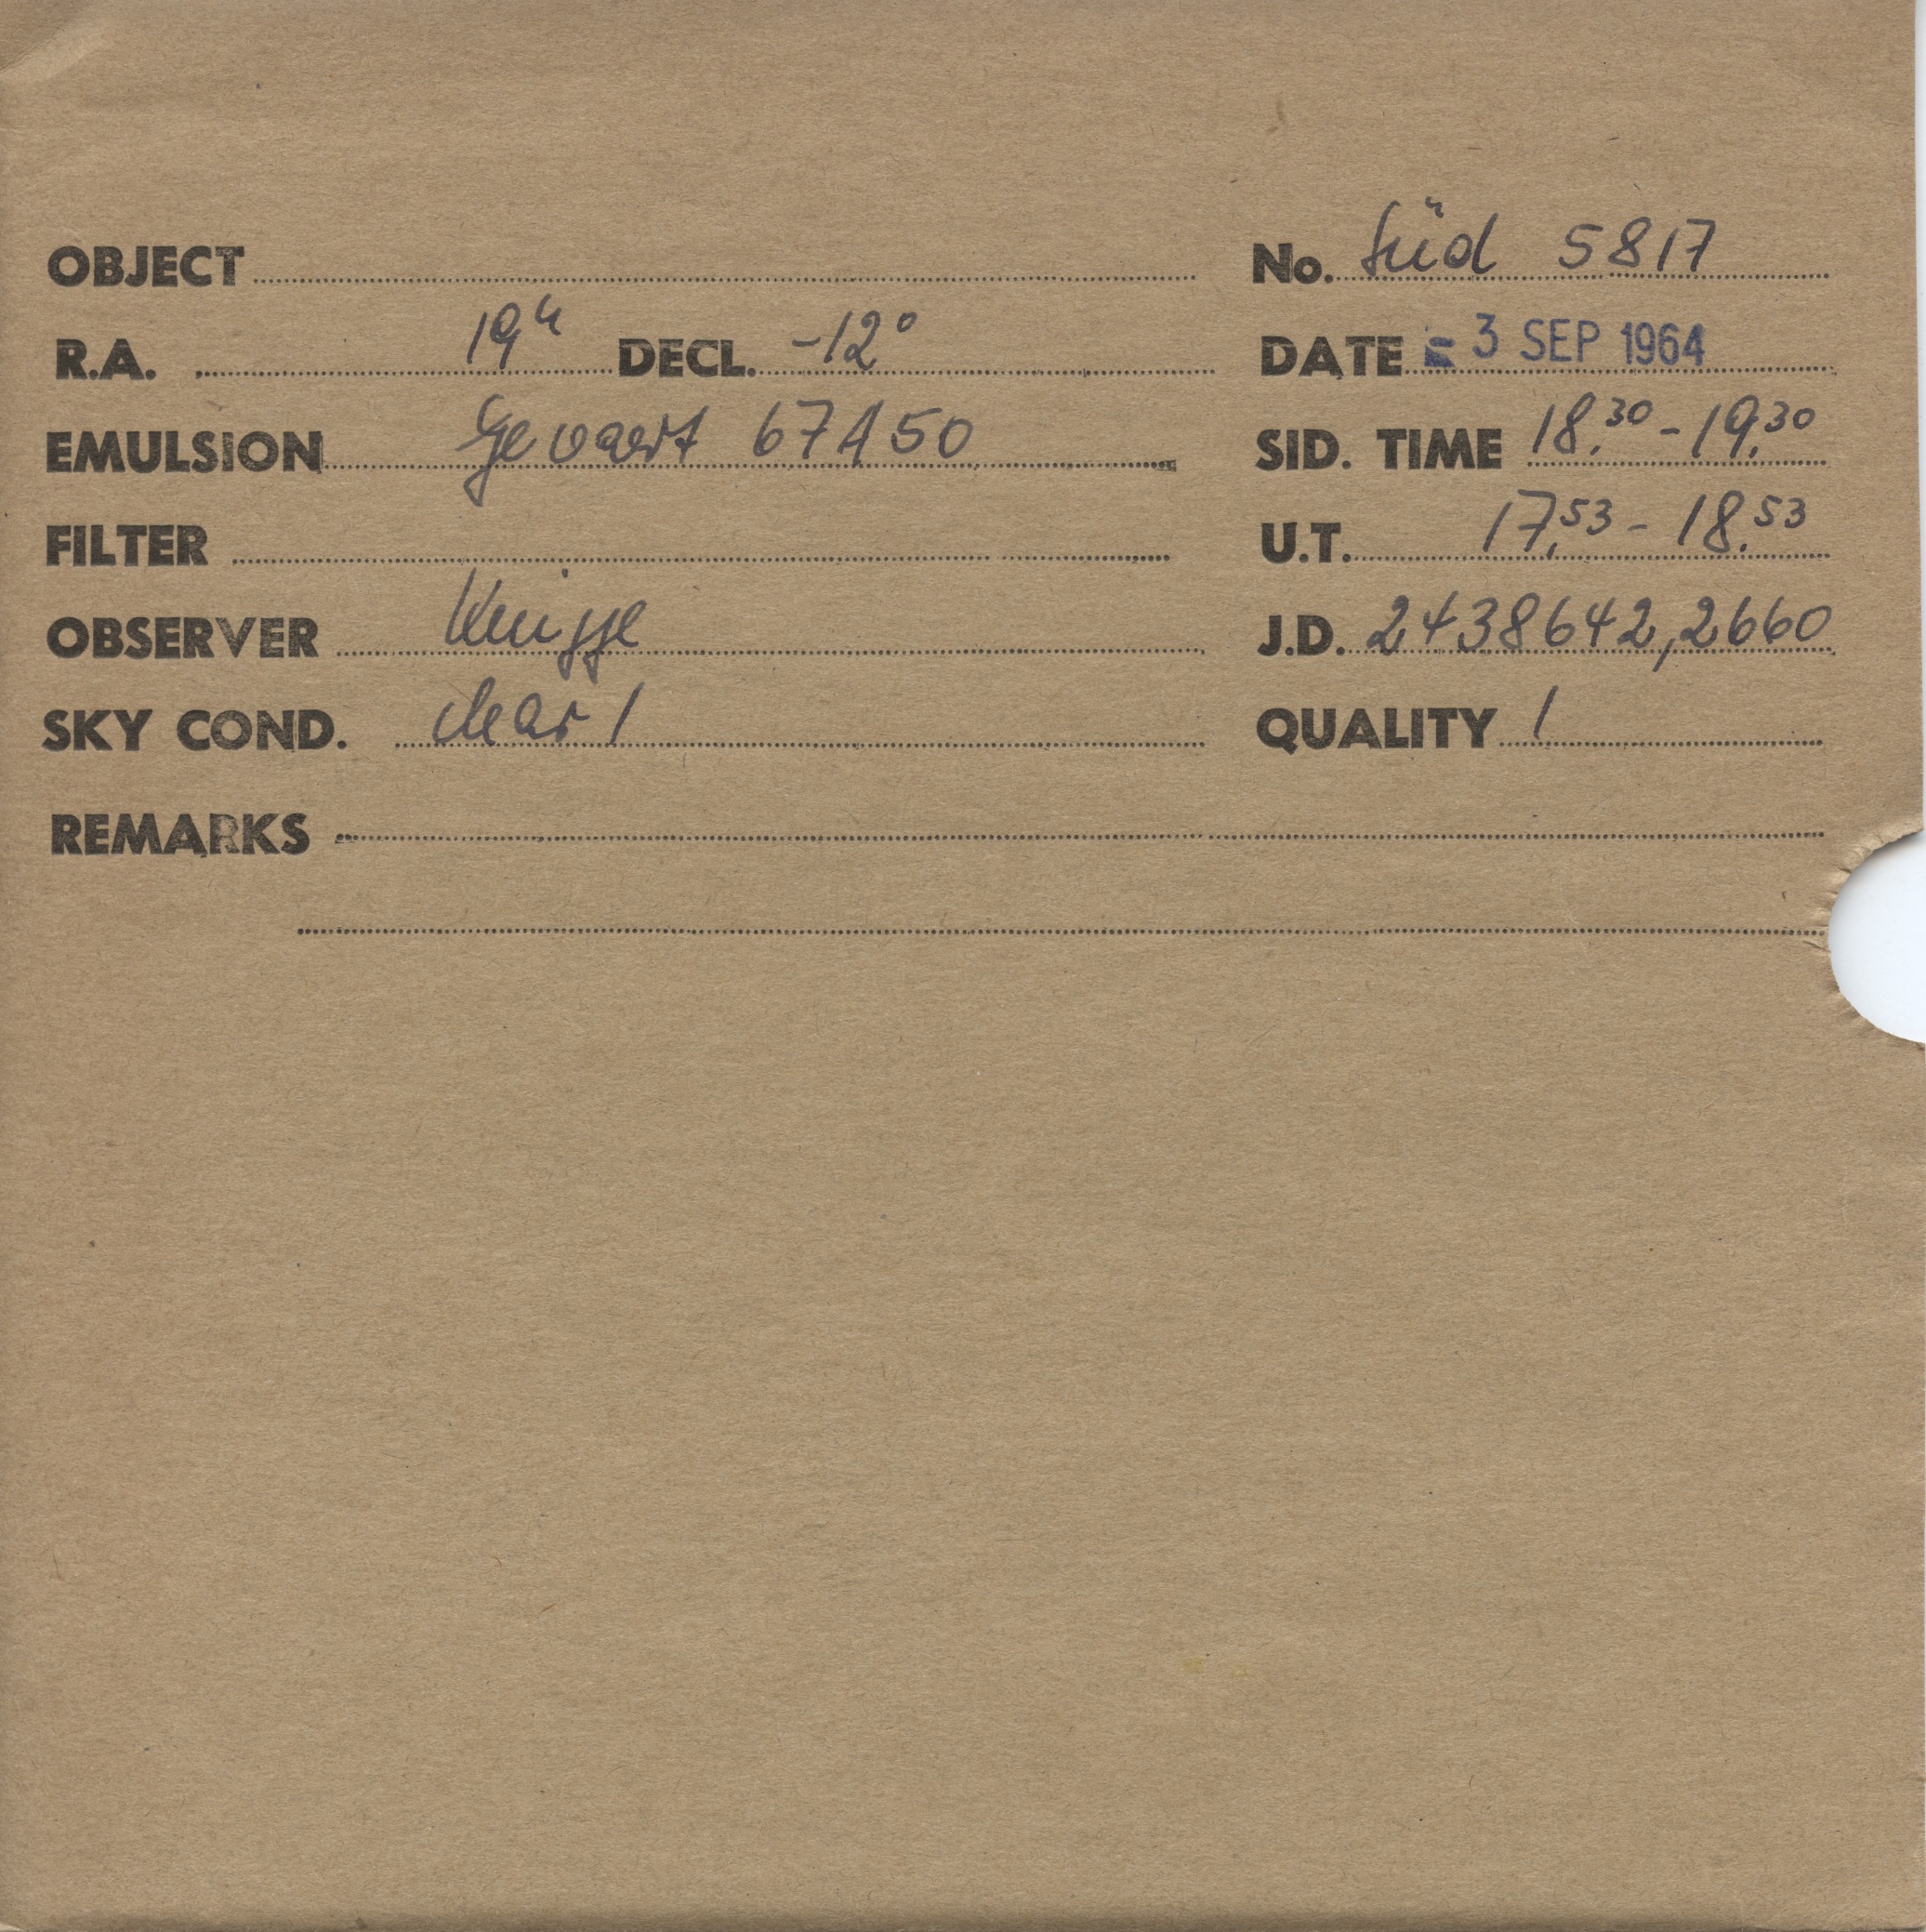 OBJECT No. Süd 5817
R.A. 19h DECL. -12° DATE 3 SEP 1964
EMULSION Gevaert 67A50 SID. TIME 18.30 - 19.30
FILTER U.T. 17.53 - 18.53
OBSERVER Knigge J.D. 2438642,2660
SKY COND. clear 1 QUALITY 1
REMARKS